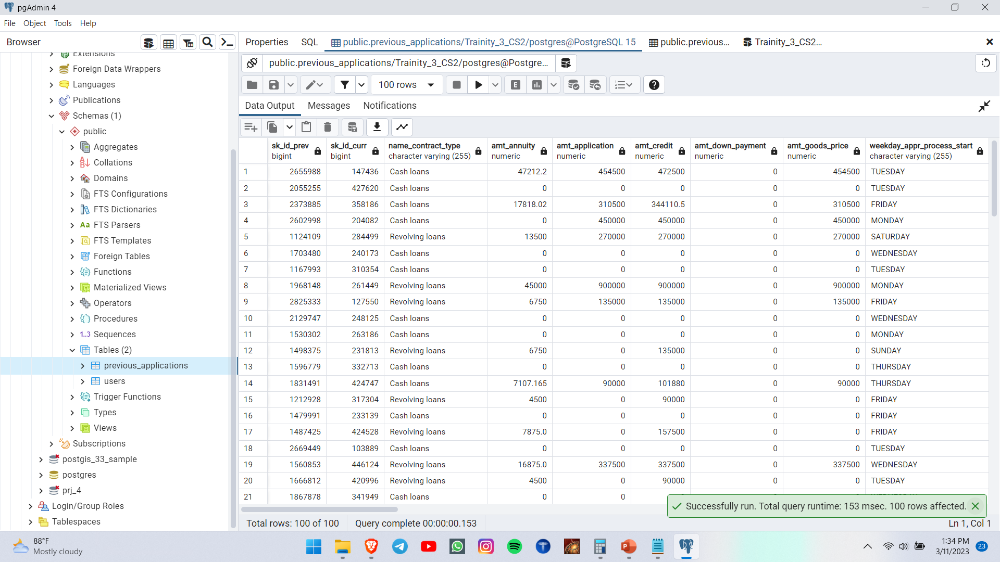 pgAdmin 4
File Object Tools Help
Browser
Properties SQL public.previous_applications/Trainity_3_CS2/postgres@PostgreSQL 15 public.previous... Trainity_3_CS2...
public.previous_applications/Trainity_3_CS2/postgres@Postgre...
100 rows
E
Data Output Messages Notifications
Extensions
Foreign Data Wrappers
Languages
Publications
Schemas (1)
public
Aggregates
Collations
Domains
FTS Configurations
FTS Dictionaries
Aa FTS Parsers
FTS Templates
Foreign Tables
Functions
Materialized Views
Operators
Procedures
1..3 Sequences
Tables (2)
previous_applications
users
Trigger Functions
Types
Views
Subscriptions
postgis_33_sample
postgres
prj_4
Login/Group Roles
Tablespaces
sk_id_prev sk_id_curr name_contract_type amt_annuity amt_application amt_credit amt_down_payment amt_goods_price weekday_appr_process_start
bigint bigint character varying (255) numeric numeric numeric numeric numeric character varying (255)
1 2655988 147436 Cash loans 47212.2 454500 472500 0 454500 TUESDAY
2 2055255 427620 Cash loans 0 0 0 0 0 TUESDAY
3 2373885 358186 Cash loans 17818.02 310500 344110.5 0 310500 FRIDAY
4 2602998 204082 Cash loans 0 450000 450000 0 450000 MONDAY
5 1124109 284499 Revolving loans 13500 270000 270000 0 270000 SATURDAY
6 1703480 240173 Cash loans 0 0 0 0 0 WEDNESDAY
7 1167993 310354 Cash loans 0 0 0 0 0 TUESDAY
8 1968148 261449 Revolving loans 45000 900000 900000 0 900000 MONDAY
9 2825333 127550 Revolving loans 6750 135000 135000 0 135000 FRIDAY
10 2129747 248125 Cash loans 0 0 0 0 0 WEDNESDAY
11 1530302 263186 Cash loans 0 0 0 0 0 MONDAY
12 1498375 231813 Revolving loans 6750 0 135000 0 0 SUNDAY
13 1596779 332713 Cash loans 0 0 0 0 0 THURSDAY
14 1831491 424747 Cash loans 7107.165 90000 101880 0 90000 THURSDAY
15 1212928 317304 Revolving loans 4500 0 90000 0 0 FRIDAY
16 1479991 233139 Cash loans 0 0 0 0 0 FRIDAY
17 1487425 424528 Revolving loans 7875.0 0 157500 0 0 FRIDAY
18 2669449 103889 Cash loans 0 0 0 0 0 TUESDAY
19 1560853 446124 Revolving loans 16875.0 337500 337500 0 337500 WEDNESDAY
20 1666812 420996 Revolving loans 4500 0 90000 0 0 TUESDAY
21 1867878 341949 Cash loans 0 0
Successfully run. Total query runtime: 153 msec. 100 rows affected.
Total rows: 100 of 100 Query complete 00:00:00.153 Ln 1, Col 1
88°F
Mostly cloudy
1:34 PM
3/11/2023
23